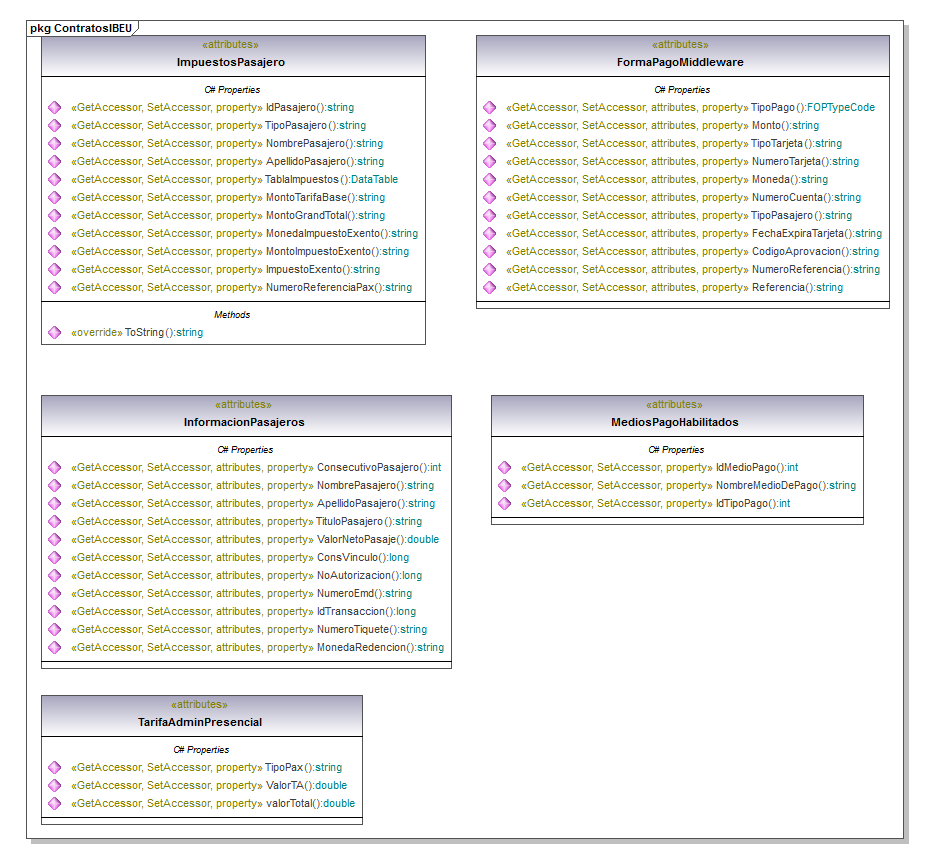 pkg ContratosIBEU
«attributes»
ImpuestosPasajero
C# Properties
«GetAccessor, SetAccessor, property» IdPasajero():string
«GetAccessor, SetAccessor, property» TipoPasajero():string
«GetAccessor, SetAccessor, property» NombrePasajero():string
«GetAccessor, SetAccessor, property» ApellidoPasajero():string
«GetAccessor, SetAccessor, property» TablaImpuestos():DataTable
«GetAccessor, SetAccessor, property» MontoTarifaBase():string
«GetAccessor, SetAccessor, property» MontoGrandTotal():string
«GetAccessor, SetAccessor, property» MonedaImpuestoExento():string
«GetAccessor, SetAccessor, property» MontoImpuestoExento():string
«GetAccessor, SetAccessor, property» ImpuestoExento():string
«GetAccessor, SetAccessor, property» NumeroReferenciaPax():string
Methods
«override» ToString():string
«attributes»
FormaPagoMiddleware
C# Properties
«GetAccessor, SetAccessor, attributes, property» TipoPago():FOPTypeCode
«GetAccessor, SetAccessor, attributes, property» Monto():string
«GetAccessor, SetAccessor, attributes, property» TipoTarjeta():string
«GetAccessor, SetAccessor, attributes, property» NumeroTarjeta():string
«GetAccessor, SetAccessor, attributes, property» Moneda():string
«GetAccessor, SetAccessor, attributes, property» NumeroCuenta():string
«GetAccessor, SetAccessor, attributes, property» TipoPasajero():string
«GetAccessor, SetAccessor, attributes, property» FechaExpiraTarjeta():string
«GetAccessor, SetAccessor, attributes, property» CodigoAprovacion():string
«GetAccessor, SetAccessor, attributes, property» NumeroReferencia():string
«GetAccessor, SetAccessor, attributes, property» Referencia():string
«attributes»
InformacionPasajeros
C# Properties
«GetAccessor, SetAccessor, attributes, property» ConsecutivoPasajero():int
«GetAccessor, SetAccessor, attributes, property» NombrePasajero():string
«GetAccessor, SetAccessor, attributes, property» ApellidoPasajero():string
«GetAccessor, SetAccessor, attributes, property» TituloPasajero():string
«GetAccessor, SetAccessor, attributes, property» ValorNetoPasaje():double
«GetAccessor, SetAccessor, attributes, property» ConsVinculo():long
«GetAccessor, SetAccessor, attributes, property» NoAutorizacion():long
«GetAccessor, SetAccessor, attributes, property» NumeroEmd():string
«GetAccessor, SetAccessor, attributes, property» IdTransaccion():long
«GetAccessor, SetAccessor, attributes, property» NumeroTiquete():string
«GetAccessor, SetAccessor, attributes, property» MonedaRedencion():string
«attributes»
MediosPagoHabilitados
C# Properties
«GetAccessor, SetAccessor, property» IdMedioPago():int
«GetAccessor, SetAccessor, property» NombreMedioDePago():string
«GetAccessor, SetAccessor, property» IdTipoPago():int
«attributes»
TarifaAdminPresencial
C# Properties
«GetAccessor, SetAccessor, property» TipoPax():string
«GetAccessor, SetAccessor, property» ValorTA():double
«GetAccessor, SetAccessor, property» valorTotal():double